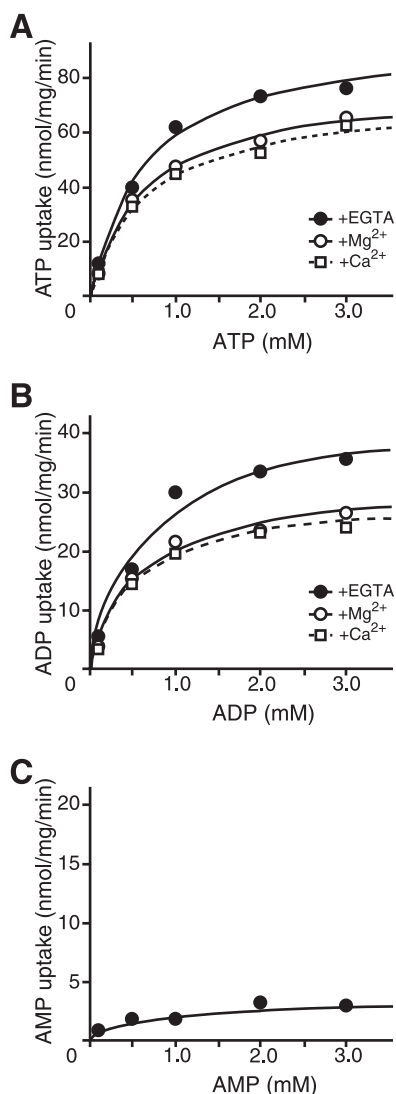 A
ATP uptake (nmol/mg/min)
80
60
40
20
0
1.0
2.0
3.0
ATP (mM)
+EGTA
+Mg²⁺
+Ca²⁺
B
ADP uptake (nmol/mg/min)
40
30
20
10
0
1.0
2.0
3.0
ADP (mM)
+EGTA
+Mg²⁺
+Ca²⁺
C
AMP uptake (nmol/mg/min)
20
15
10
5
0
1.0
2.0
3.0
AMP (mM)